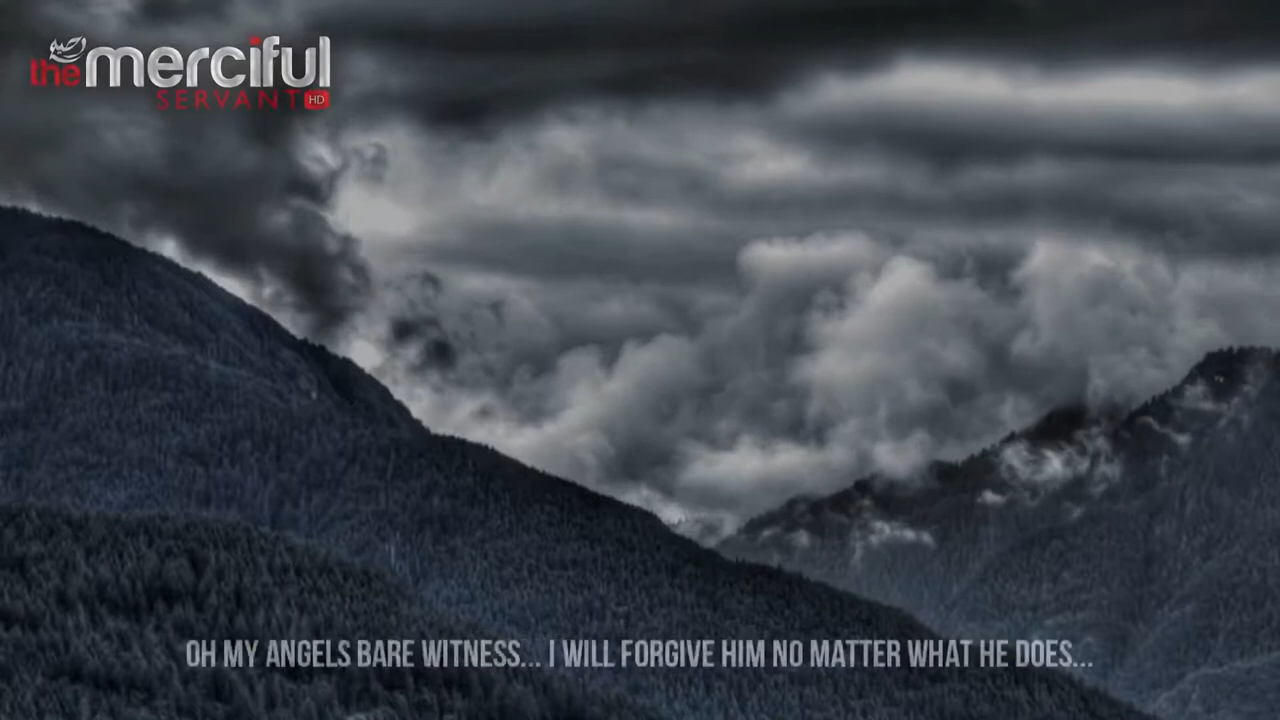 the merciful
SERVANT HD
OH MY ANGELS BARE WITNESS... I WILL FORGIVE HIM NO MATTER WHAT HE DOES...